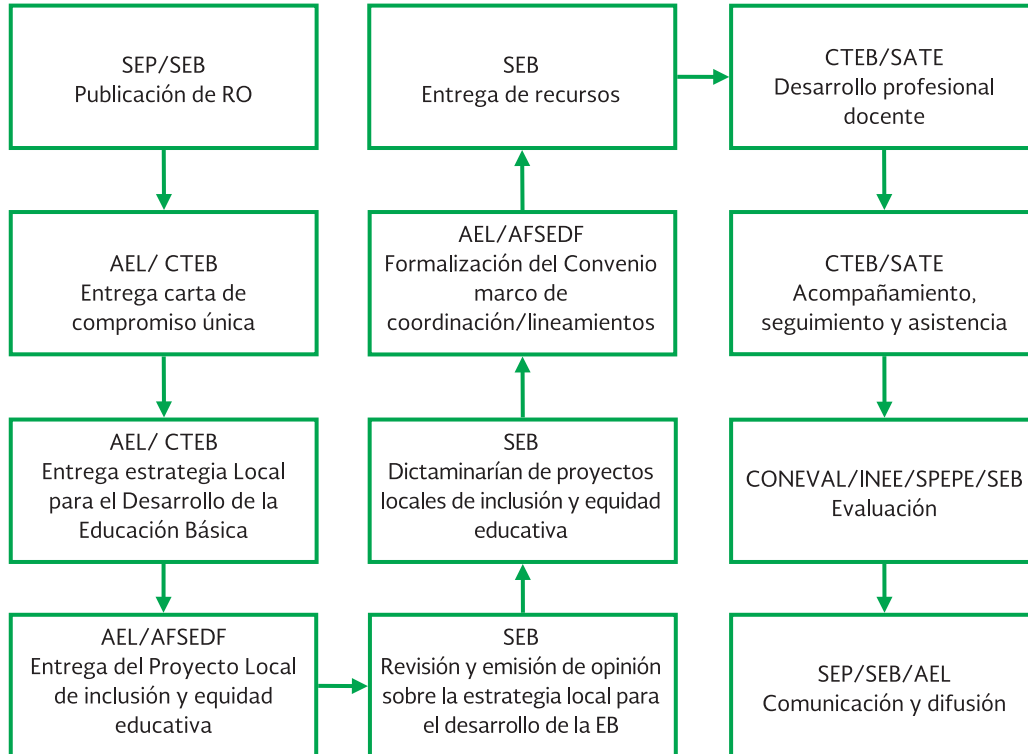 SEP/SEB
Publicación de RO
AEL/ CTEB
Entrega carta de
compromiso única
AEL/ CTEB
Entrega estrategia Local
para el Desarrollo de la
Educación Básica
AEL/AFSEDF
Entrega del Proyecto Local
de inclusión y equidad
educativa
SEB
Revisión y emisión de opinión
sobre la estrategia local para
el desarrollo de la EB
SEB
Dictaminarían de proyectos
locales de inclusión y equidad
educativa
AEL/AFSEDF
Formalización del Convenio
marco de
coordinación/lineamientos
SEB
Entrega de recursos
CTEB/SATE
Desarrollo profesional
docente
CTEB/SATE
Acompañamiento,
seguimiento y asistencia
CONEVAL/INEE/SPEPE/SEB
Evaluación
SEP/SEB/AEL
Comunicación y difusión